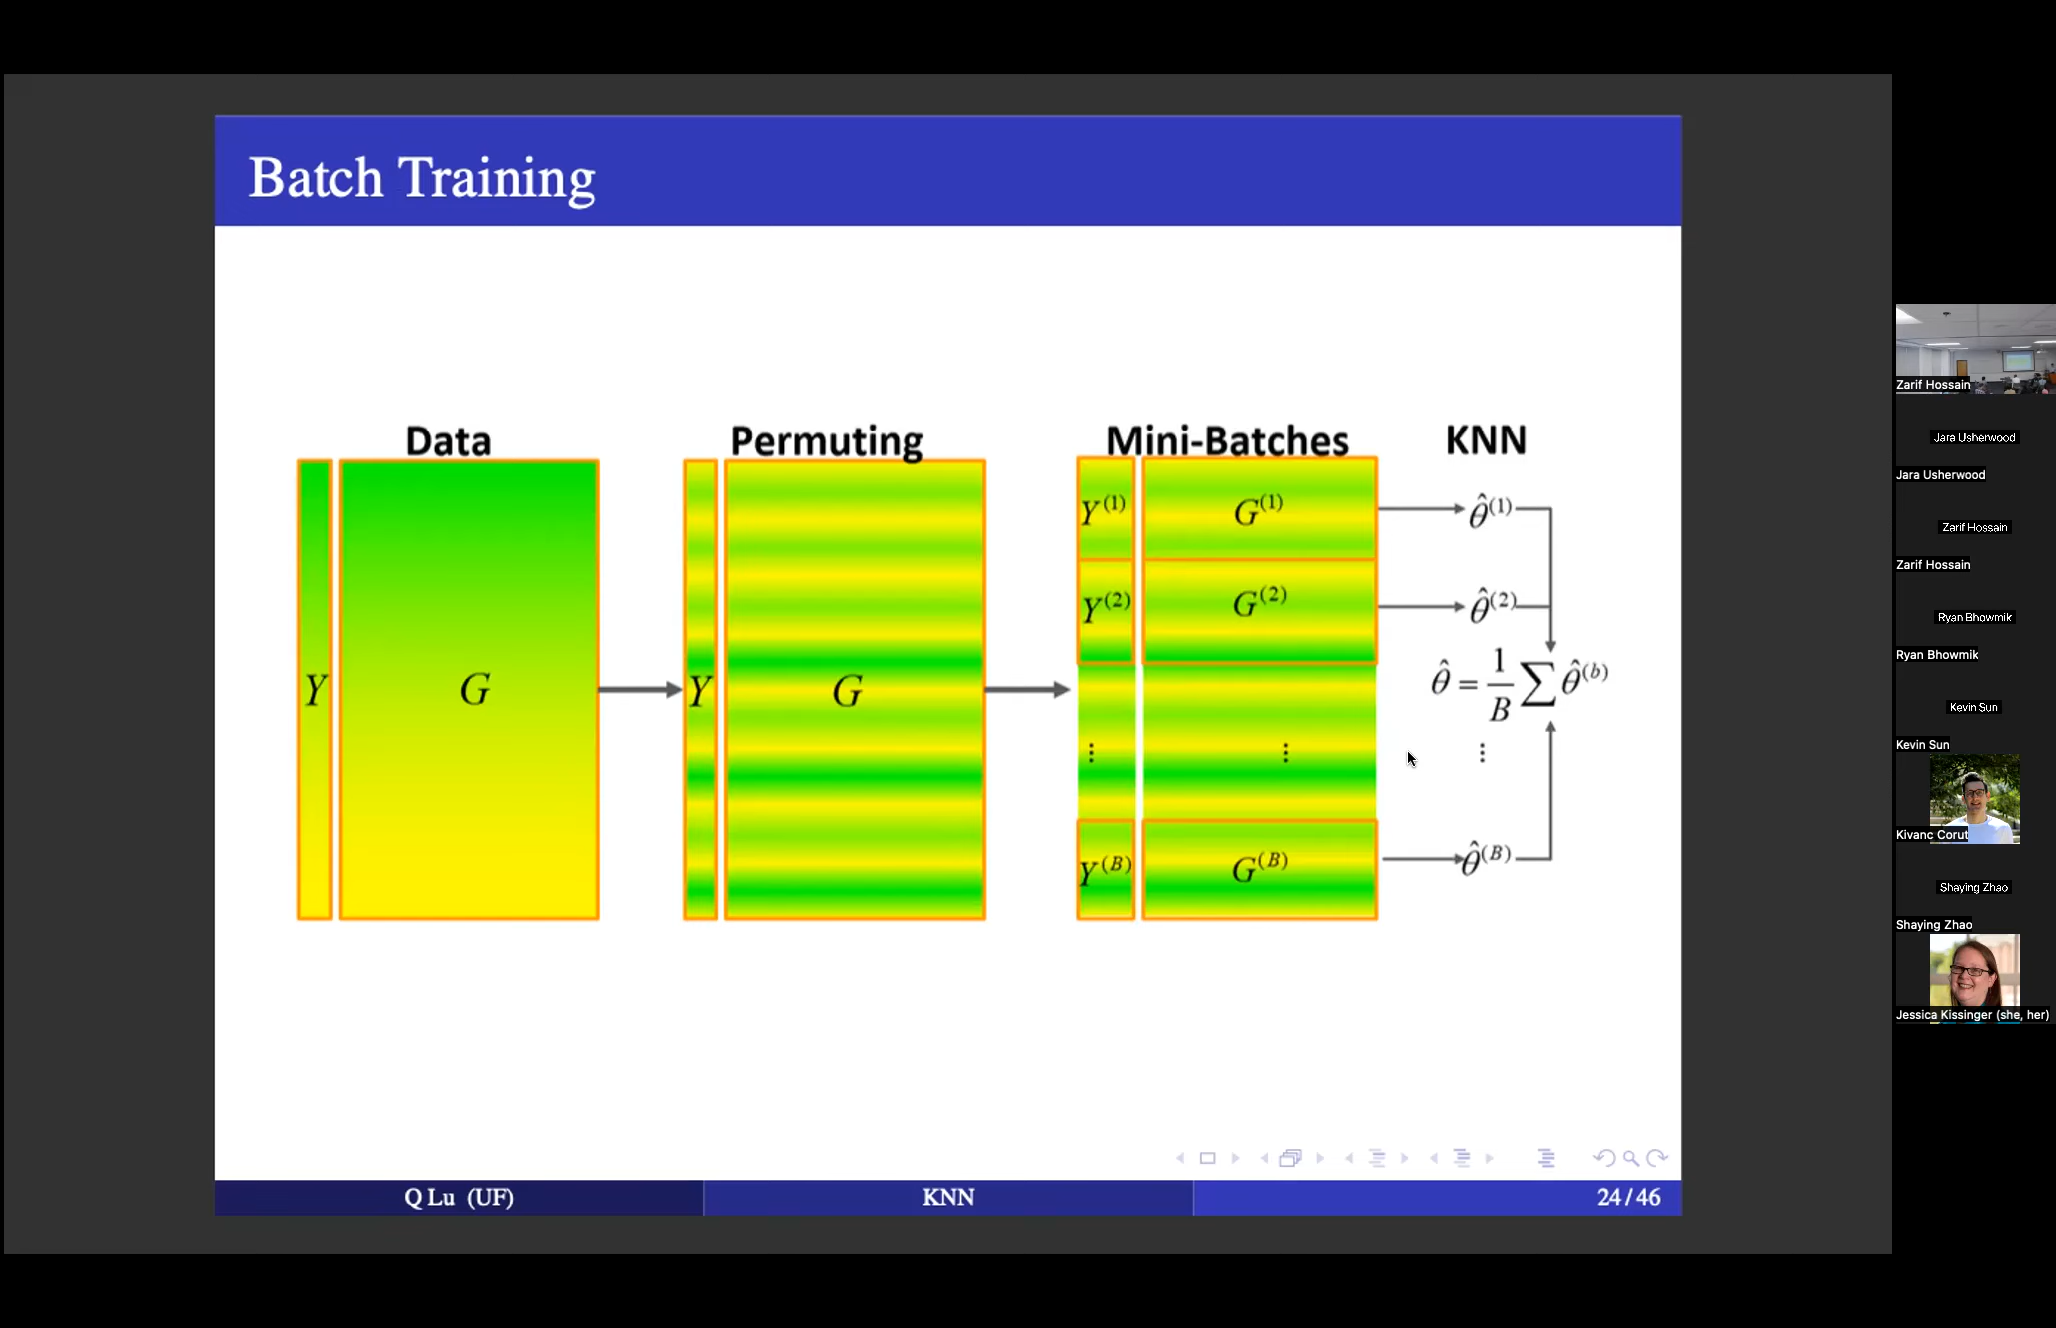 Batch Training
Data
Permuting
Mini-Batches
KNN
Y
G
Y
G
Y^(1)
G^(1)
θ̂^(1)
Y^(2)
G^(2)
θ̂^(2)
θ̂ = 1/B ∑ θ̂^(b)
⋮ ⋮ ⋮
Y^(B)
G^(B)
θ̂^(B)
Q Lu (UF)
KNN
24 / 46
Zarif Hossain
Jara Usherwood
Jara Usherwood
Zarif Hossain
Zarif Hossain
Ryan Bhowmik
Ryan Bhowmik
Kevin Sun
Kevin Sun
Kivanc Corut
Shaying Zhao
Shaying Zhao
Jessica Kissinger (she, her)